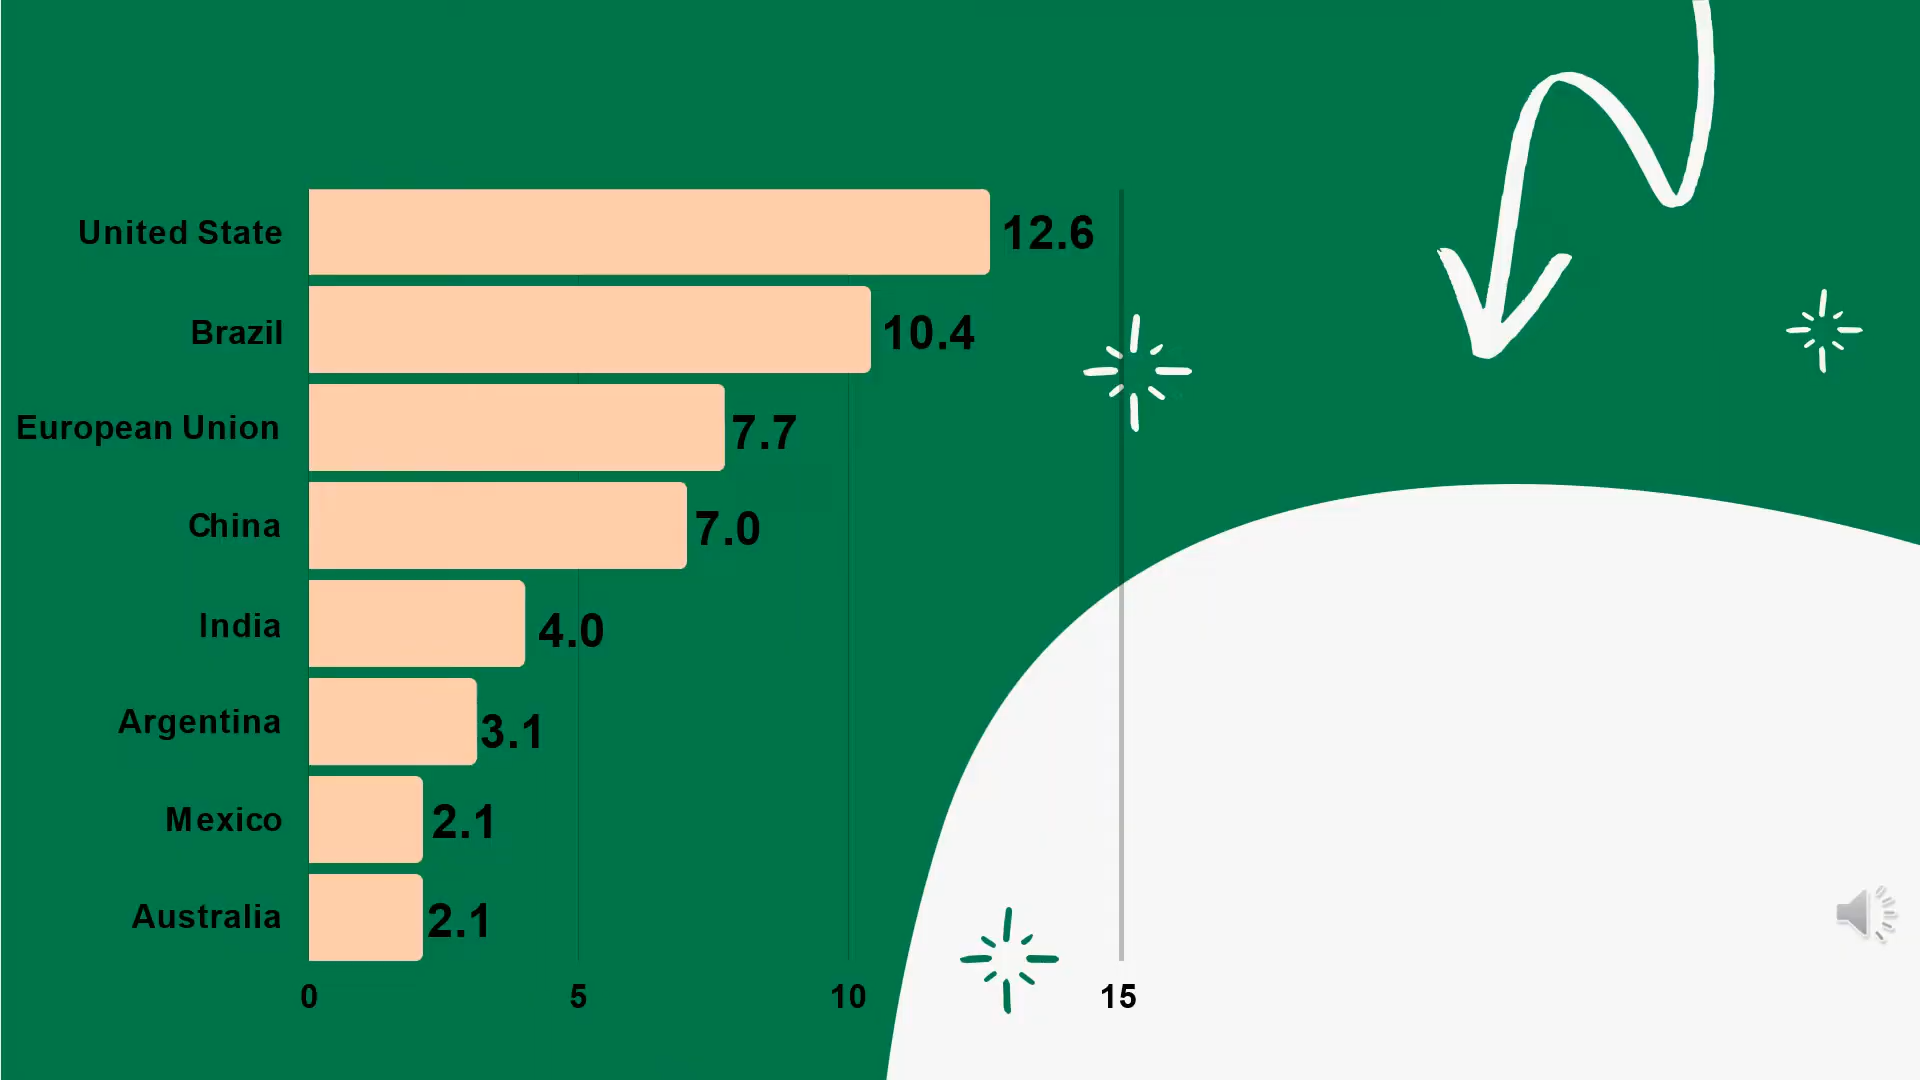 United State 12.6
Brazil 10.4
European Union 7.7
China 7.0
India 4.0
Argentina 3.1
Mexico 2.1
Australia 2.1
0 5 10 15